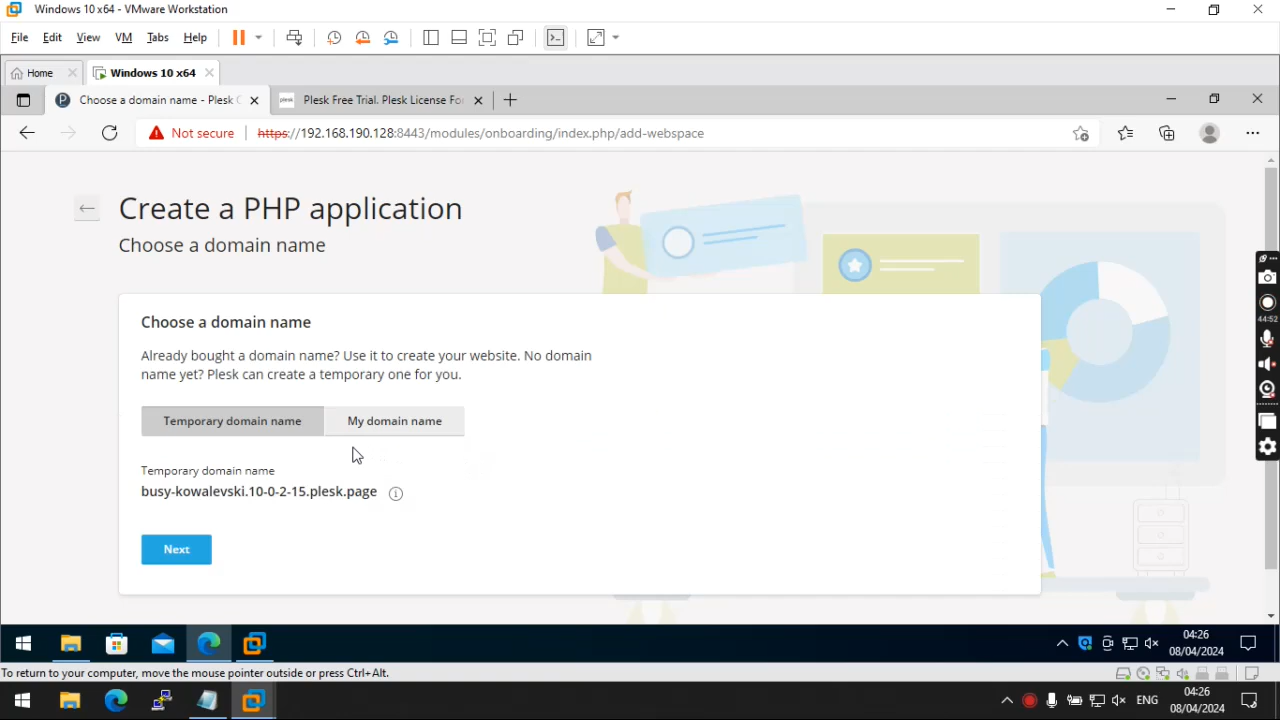 Windows 10 x64 - VMware Workstation
File Edit View VM Tabs Help
Home Windows 10 x64
Choose a domain name - Plesk Plesk Free Trial. Plesk License Fo
Not secure https://192.168.190.128:8443/modules/onboarding/index.php/add-webspace
Create a PHP application
Choose a domain name
Choose a domain name
Already bought a domain name? Use it to create your website. No domain
name yet? Plesk can create a temporary one for you.
Temporary domain name My domain name
Temporary domain name
busy-kowalevski.10-0-2-15.plesk.page
Next
44:52
04:26
08/04/2024
To return to your computer, move the mouse pointer outside or press Ctrl+Alt.
ENG
04:26
08/04/2024